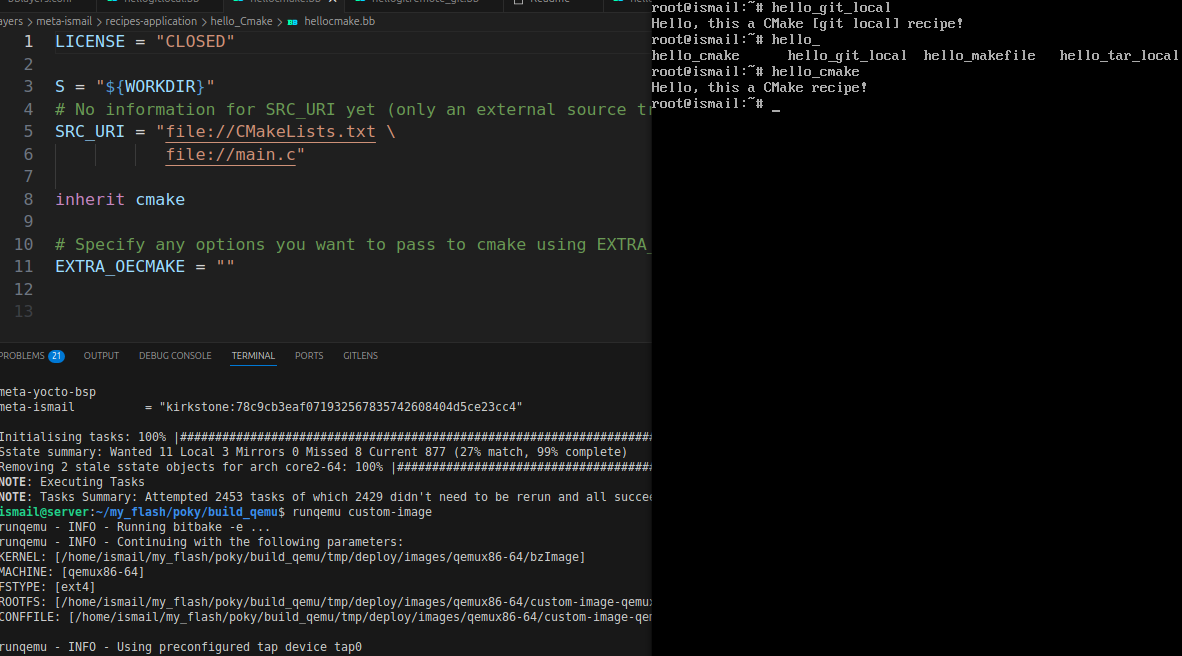 hellogitlocal.bb
hellocmake.bb
hellogitremote_git.bb
Readme
ayers > meta-ismail > recipes-application > hello_Cmake > hellocmake.bb
1 LICENSE = "CLOSED"
2
3 S = "${WORKDIR}"
4 # No information for SRC_URI yet (only an external source tr
5 SRC_URI = "file://CMakeLists.txt \
6 file://main.c"
7
8 inherit cmake
9
10 # Specify any options you want to pass to cmake using EXTRA_
11 EXTRA_OECMAKE = ""
12
13
PROBLEMS 21 OUTPUT DEBUG CONSOLE TERMINAL PORTS GITLENS
meta-yocto-bsp
meta-ismail = "kirkstone:78c9cb3eaf071932567835742608404d5ce23cc4"
Initialising tasks: 100% |###################################################################
Sstate summary: Wanted 11 Local 3 Mirrors 0 Missed 8 Current 877 (27% match, 99% complete)
Removing 2 stale sstate objects for arch core2-64: 100% |####################################
NOTE: Executing Tasks
NOTE: Tasks Summary: Attempted 2453 tasks of which 2429 didn't need to be rerun and all succee
ismail@server:~/my_flash/poky/build_qemu$ runqemu custom-image
runqemu - INFO - Running bitbake -e ...
runqemu - INFO - Continuing with the following parameters:
KERNEL: [/home/ismail/my_flash/poky/build_qemu/tmp/deploy/images/qemux86-64/bzImage]
MACHINE: [qemux86-64]
FSTYPE: [ext4]
ROOTFS: [/home/ismail/my_flash/poky/build_qemu/tmp/deploy/images/qemux86-64/custom-image-qemux
CONFFILE: [/home/ismail/my_flash/poky/build_qemu/tmp/deploy/images/qemux86-64/custom-image-qem
runqemu - INFO - Using preconfigured tap device tap0
root@ismail:~# hello_git_local
Hello, this a CMake [git local] recipe!
root@ismail:~# hello_
hello_cmake hello_git_local hello_makefile hello_tar_local
root@ismail:~# hello_cmake
Hello, this a CMake recipe!
root@ismail:~# _